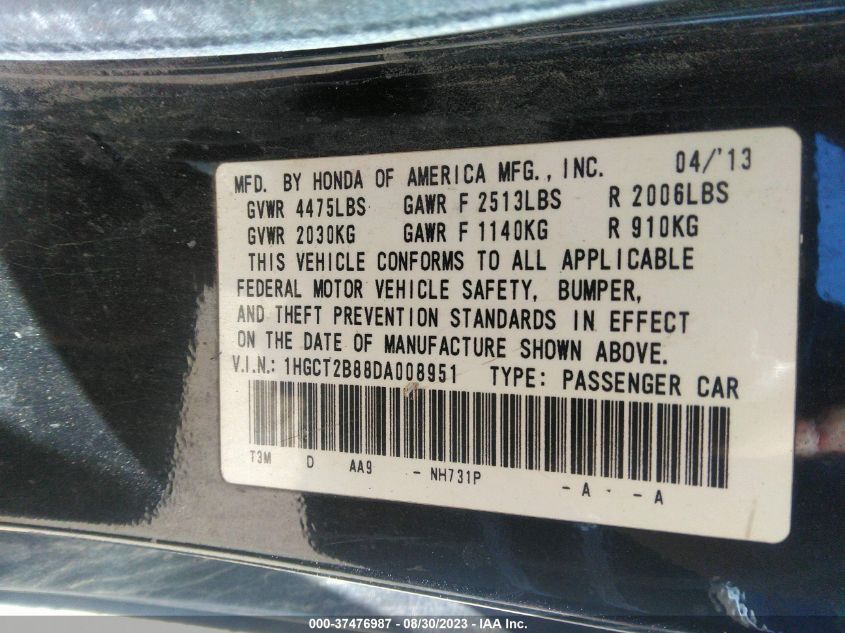 MFD. BY HONDA OF AMERICA MFG., INC. 04/'13
GVWR 4475LBS GAWR F 2513LBS R 2006LBS
GVWR 2030KG GAWR F 1140KG R 910KG
THIS VEHICLE CONFORMS TO ALL APPLICABLE
FEDERAL MOTOR VEHICLE SAFETY, BUMPER,
AND THEFT PREVENTION STANDARDS IN EFFECT
ON THE DATE OF MANUFACTURE SHOWN ABOVE.
V.I.N.: 1HGCT2B88DA008951 TYPE: PASSENGER CAR
T3M D AA9 - NH731P - A - - A
000-37476987 - 08/30/2023 - IAA Inc.